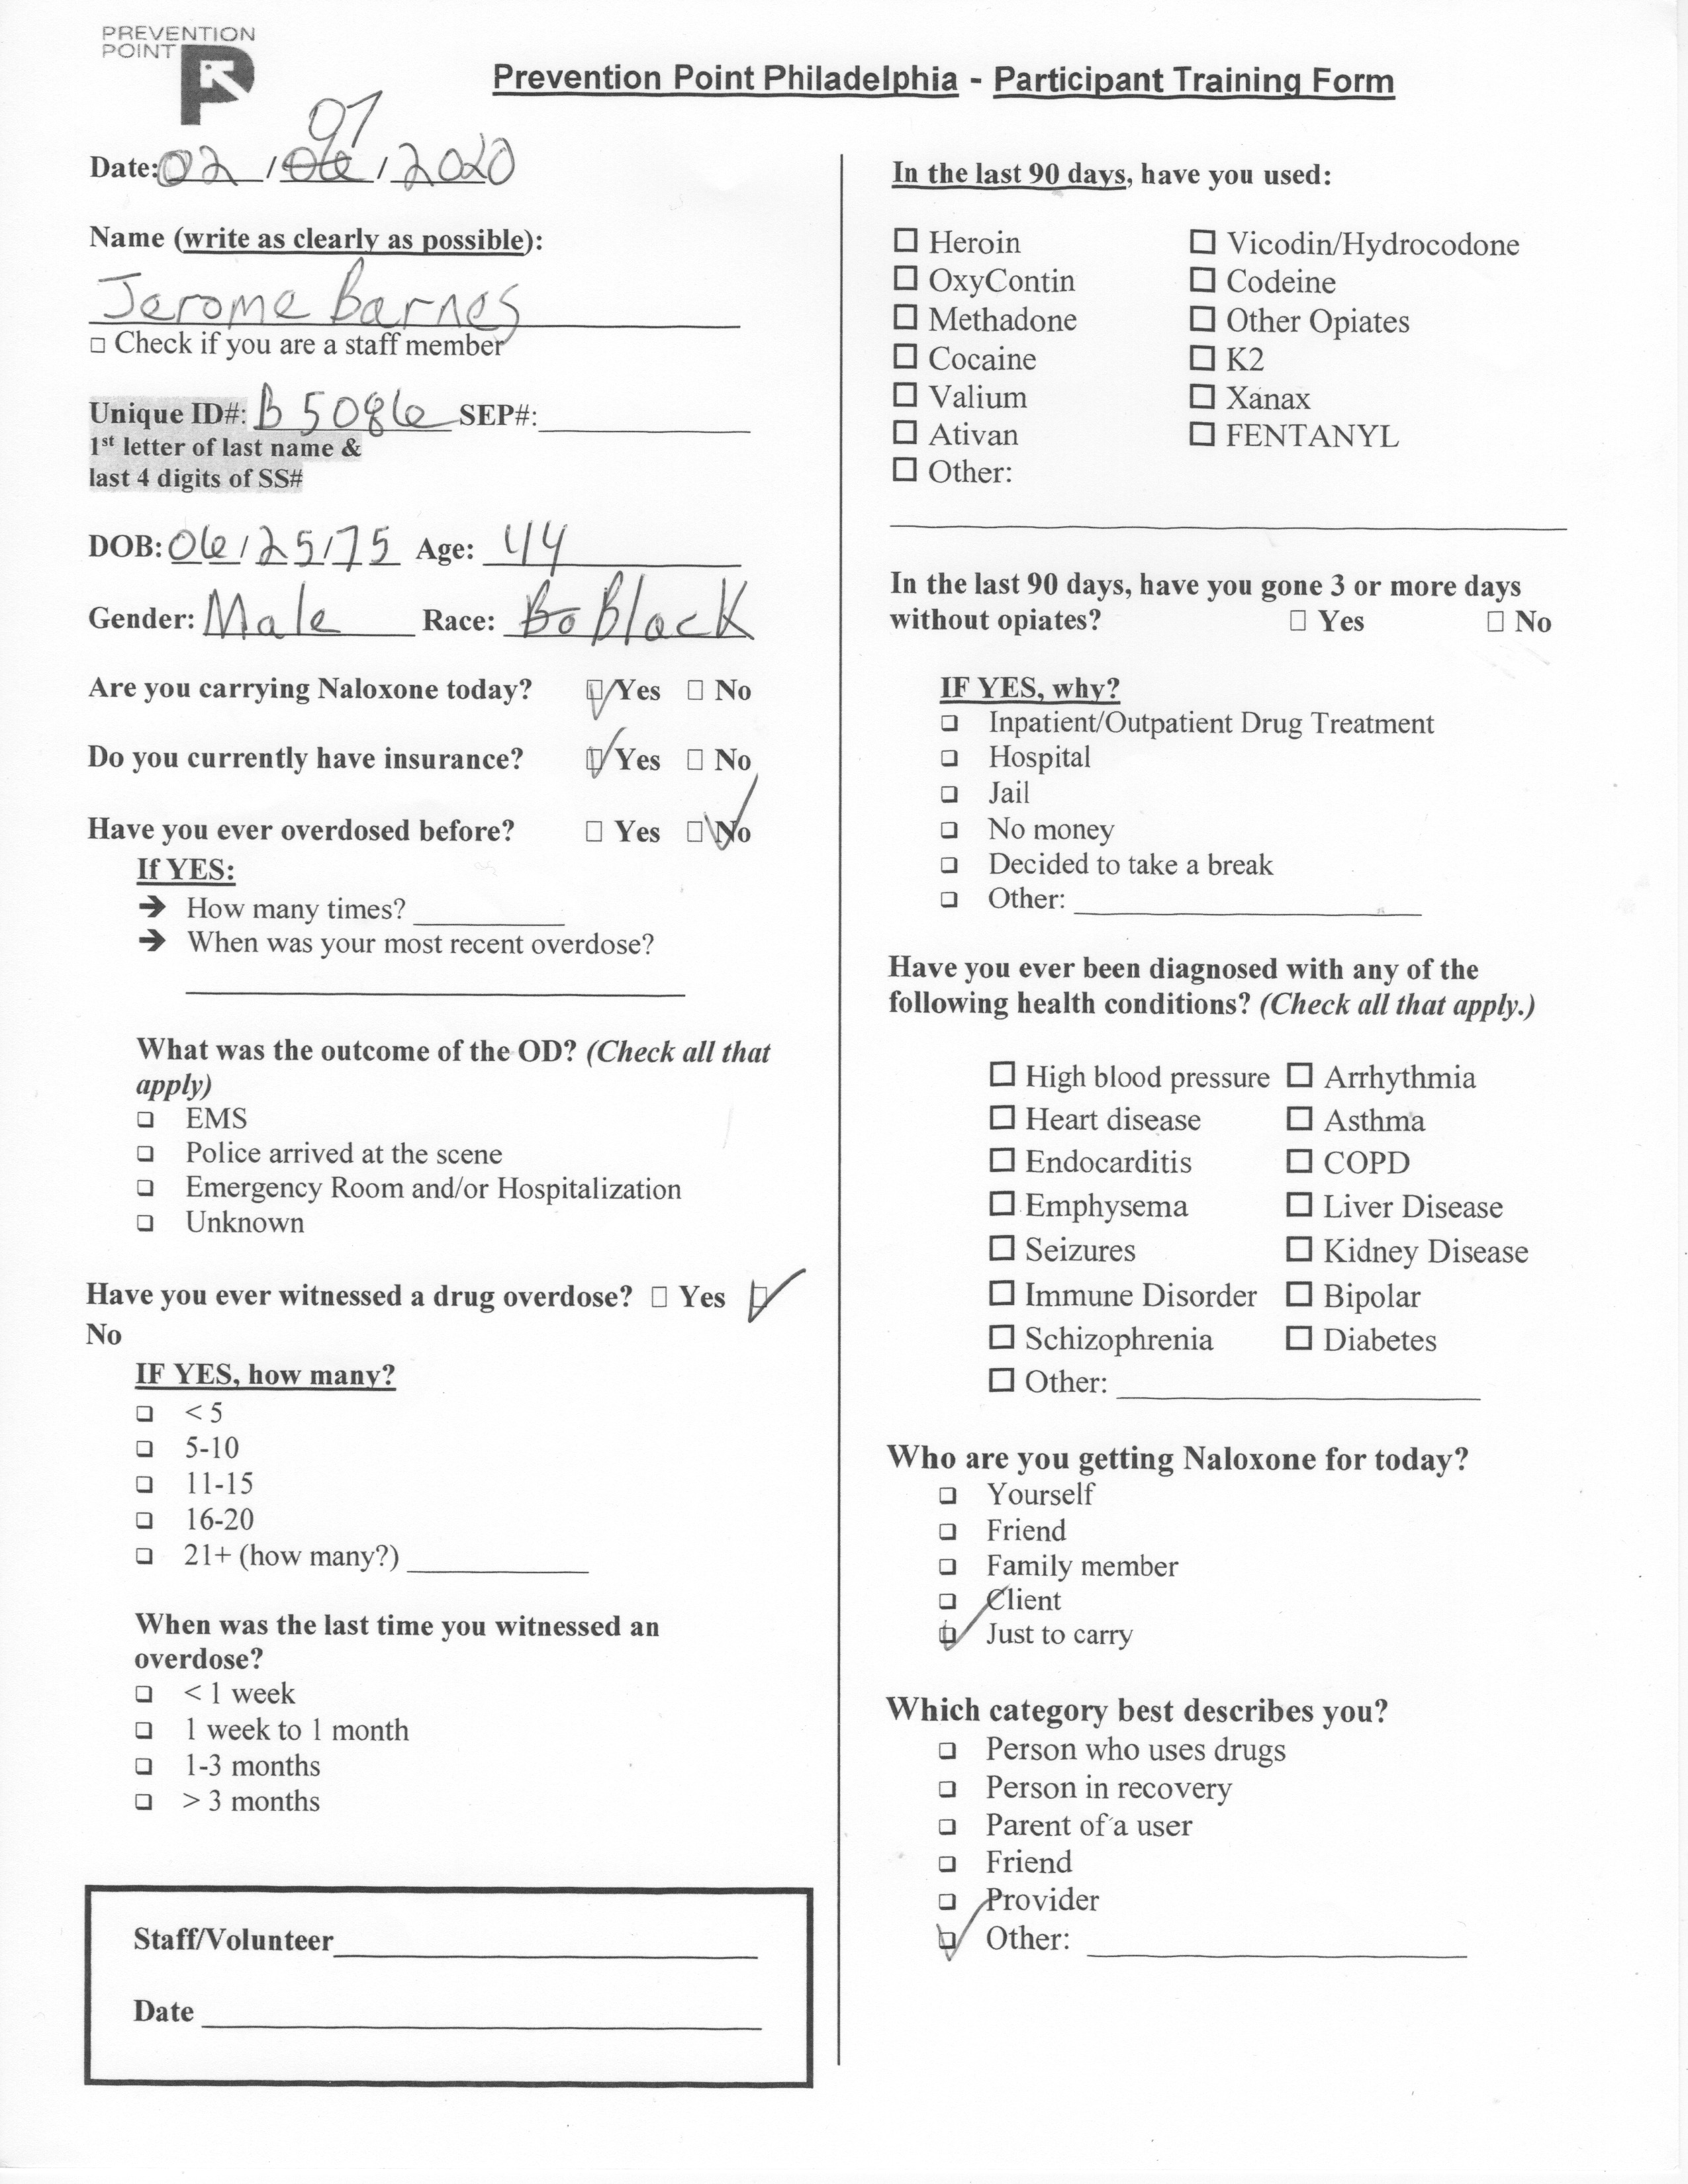 PREVENTION
POINT
Prevention Point Philadelphia - Participant Training Form
07
Date: 02 / 06 / 2020
Name (write as clearly as possible):
Jerome Barnes
☐ Check if you are a staff member
Unique ID#: B 5086 SEP#:
1st letter of last name &
last 4 digits of SS#
DOB: 06 / 25 / 75 Age: 44
Gender: Male Race: Bo Black
Are you carrying Naloxone today? ☑ Yes ☐ No
Do you currently have insurance? ☑ Yes ☐ No
Have you ever overdosed before? ☐ Yes ☑ No
If YES:
➔ How many times?
➔ When was your most recent overdose?
What was the outcome of the OD? (Check all that
apply)
❑ EMS
❑ Police arrived at the scene
❑ Emergency Room and/or Hospitalization
❑ Unknown
Have you ever witnessed a drug overdose? ☐ Yes ☑
No
IF YES, how many?
❑ < 5
❑ 5-10
❑ 11-15
❑ 16-20
❑ 21+ (how many?)
When was the last time you witnessed an
overdose?
❑ < 1 week
❑ 1 week to 1 month
❑ 1-3 months
❑ > 3 months
Staff/Volunteer
Date
In the last 90 days, have you used:
☐ Heroin ☐ Vicodin/Hydrocodone
☐ OxyContin ☐ Codeine
☐ Methadone ☐ Other Opiates
☐ Cocaine ☐ K2
☐ Valium ☐ Xanax
☐ Ativan ☐ FENTANYL
☐ Other:
In the last 90 days, have you gone 3 or more days
without opiates? ☐ Yes ☐ No
IF YES, why?
❑ Inpatient/Outpatient Drug Treatment
❑ Hospital
❑ Jail
❑ No money
❑ Decided to take a break
❑ Other:
Have you ever been diagnosed with any of the
following health conditions? (Check all that apply.)
☐ High blood pressure ☐ Arrhythmia
☐ Heart disease ☐ Asthma
☐ Endocarditis ☐ COPD
☐ Emphysema ☐ Liver Disease
☐ Seizures ☐ Kidney Disease
☐ Immune Disorder ☐ Bipolar
☐ Schizophrenia ☐ Diabetes
☐ Other:
Who are you getting Naloxone for today?
❑ Yourself
❑ Friend
❑ Family member
❑ Client
☑ Just to carry
Which category best describes you?
❑ Person who uses drugs
❑ Person in recovery
❑ Parent of a user
❑ Friend
❑ Provider
☑ Other: